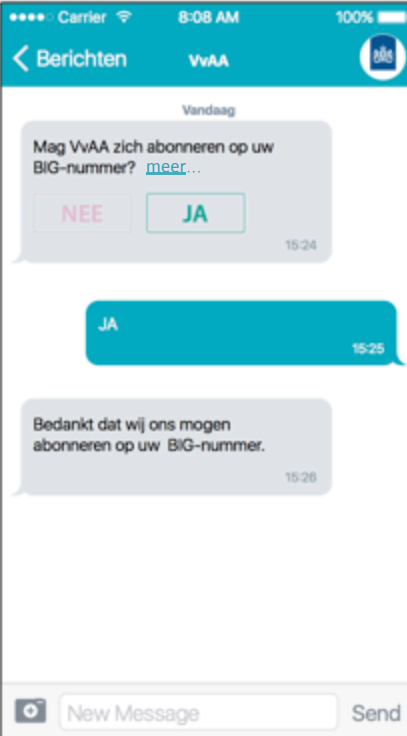 Carrier 8:08 AM 100%
Berichten VvAA
Vandaag
Mag VvAA zich abonneren op uw
BIG-nummer? meer...
NEE JA
15:24
JA
15:25
Bedankt dat wij ons mogen
abonneren op uw BIG-nummer.
15:26
New Message Send